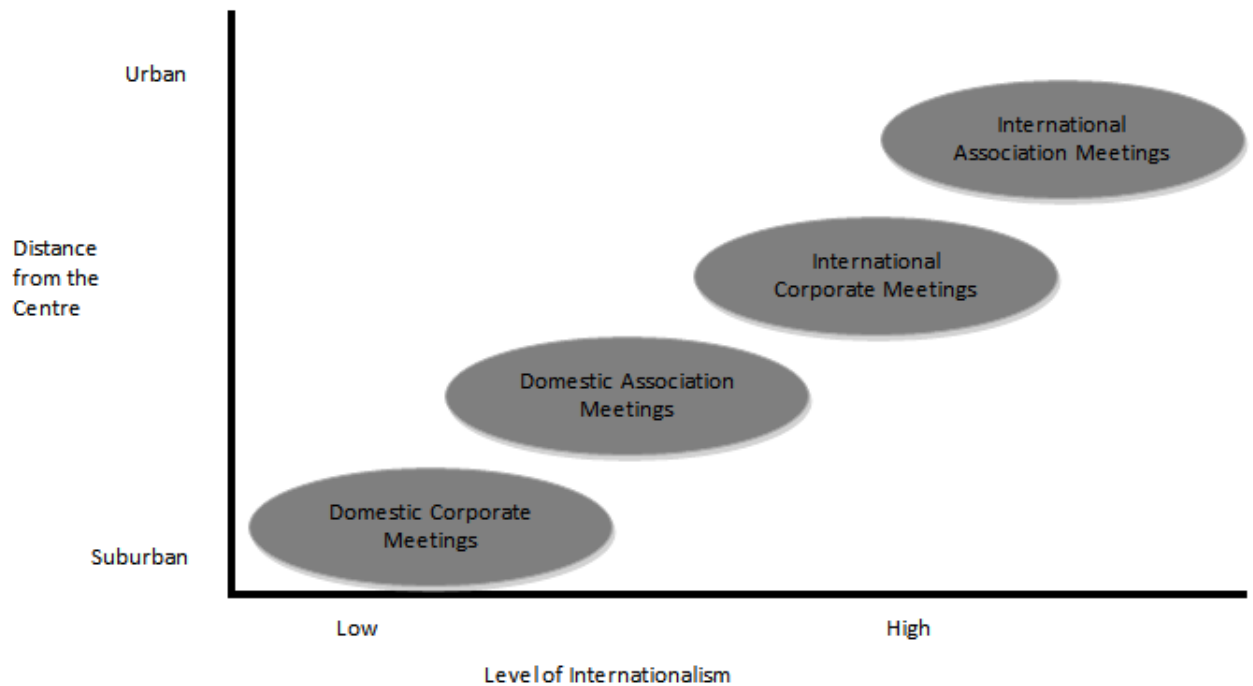 Urban
International
Association Meetings
Distance
from the
Centre
International
Corporate Meetings
Domestic Association
Meetings
Domestic Corporate
Meetings
Suburban
Low
High
Level of Internationalism